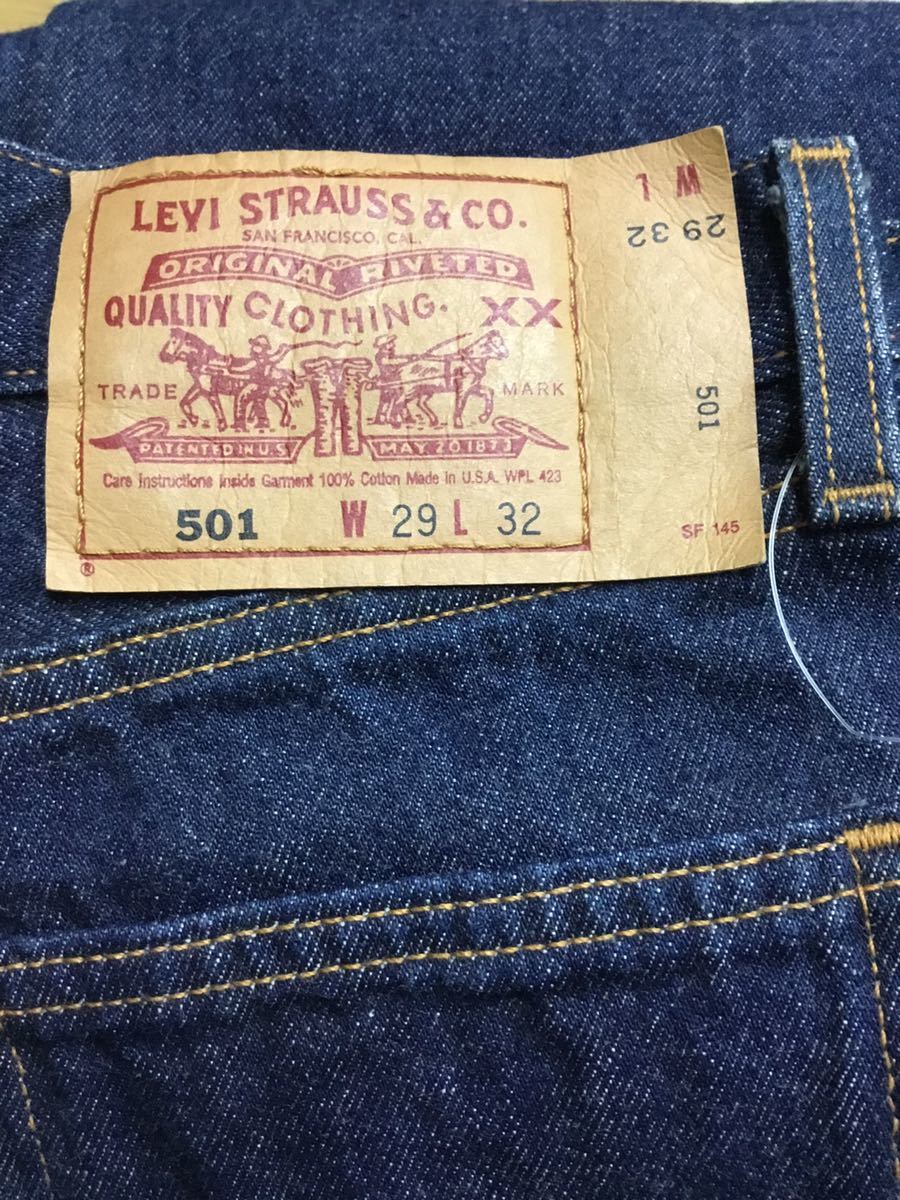 LEVI STRAUSS & CO.
SAN FRANCISCO, CAL.
ORIGINAL RIVETED
QUALITY CLOTHING. XX
TRADE MARK
PATENTED IN U.S. MAY 20 1873
Care Instructions Inside Garment 100% Cotton Made in U.S.A. WPL 423
501 W 29 L 32
®
W L
29 32
501
SF 145